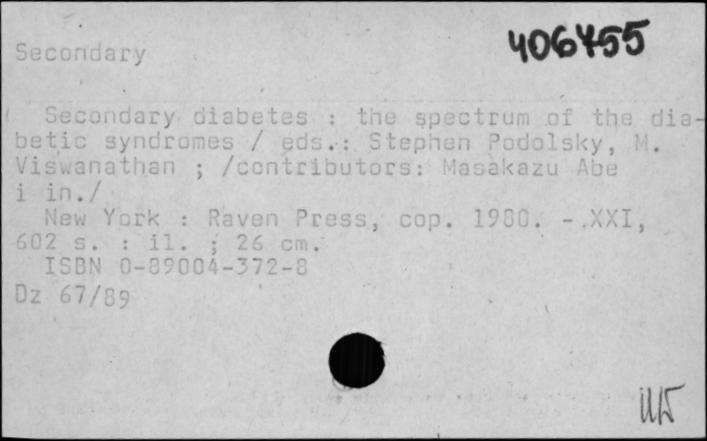 406455
Secondary
Secondary diabetes : the spectrum of the dia-
betic syndromes / eds.: Stephen Podolsky, M.
Viswanathan ; /contributors: Masakazu Abe
i in./
New York : Raven Press, cop. 1980. - XXI,
602 s. : il. ; 26 cm.
ISBN 0-89004-372-8
Dz 67/89